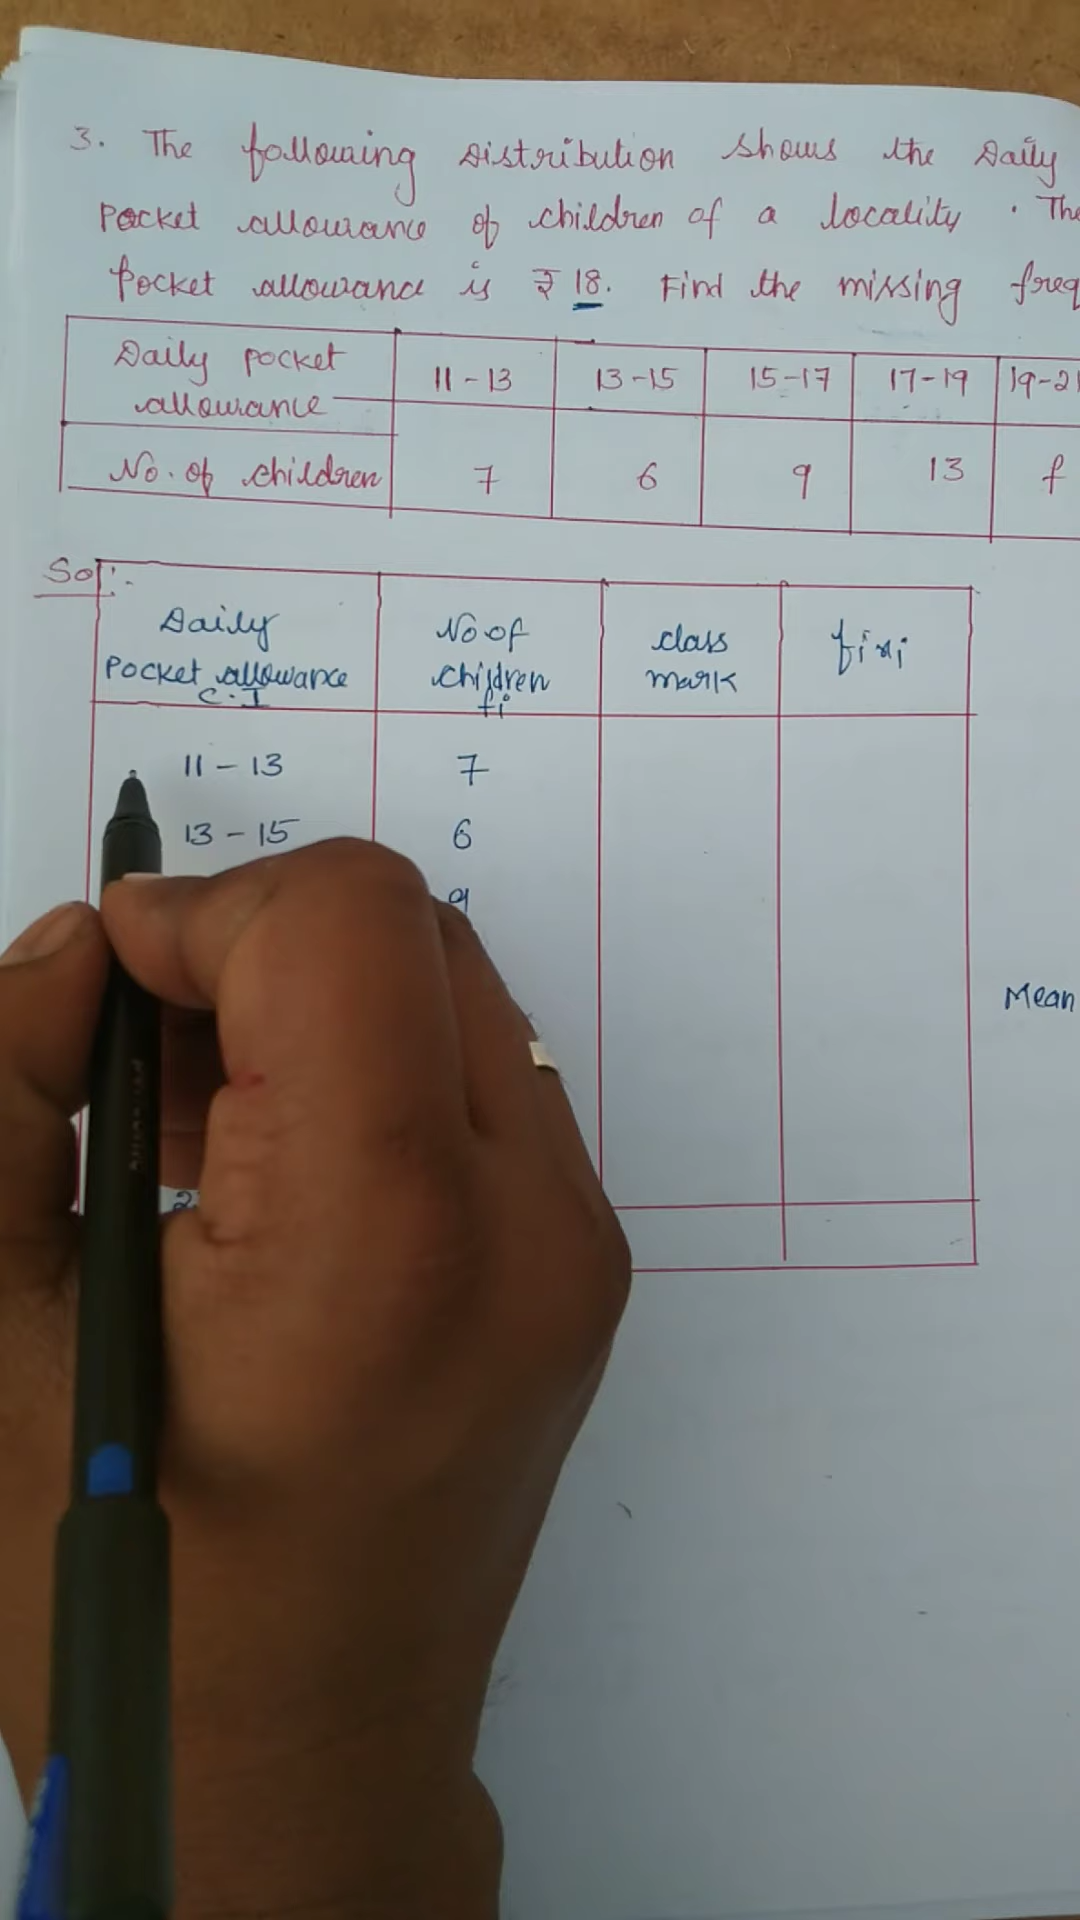 3. The following Distribution shows the Daily
Pocket allowance of children of a locality. The
Pocket allowance is ₹ 18. Find the missing freq
Daily pocket allowance 11-13 13-15 15-17 17-19 19-21
No. of children 7 6 9 13 f
Sol:-
Daily Pocket allowance C.I No of children fi class mark fixi
11-13 7
13-15 6
9
Mean
2